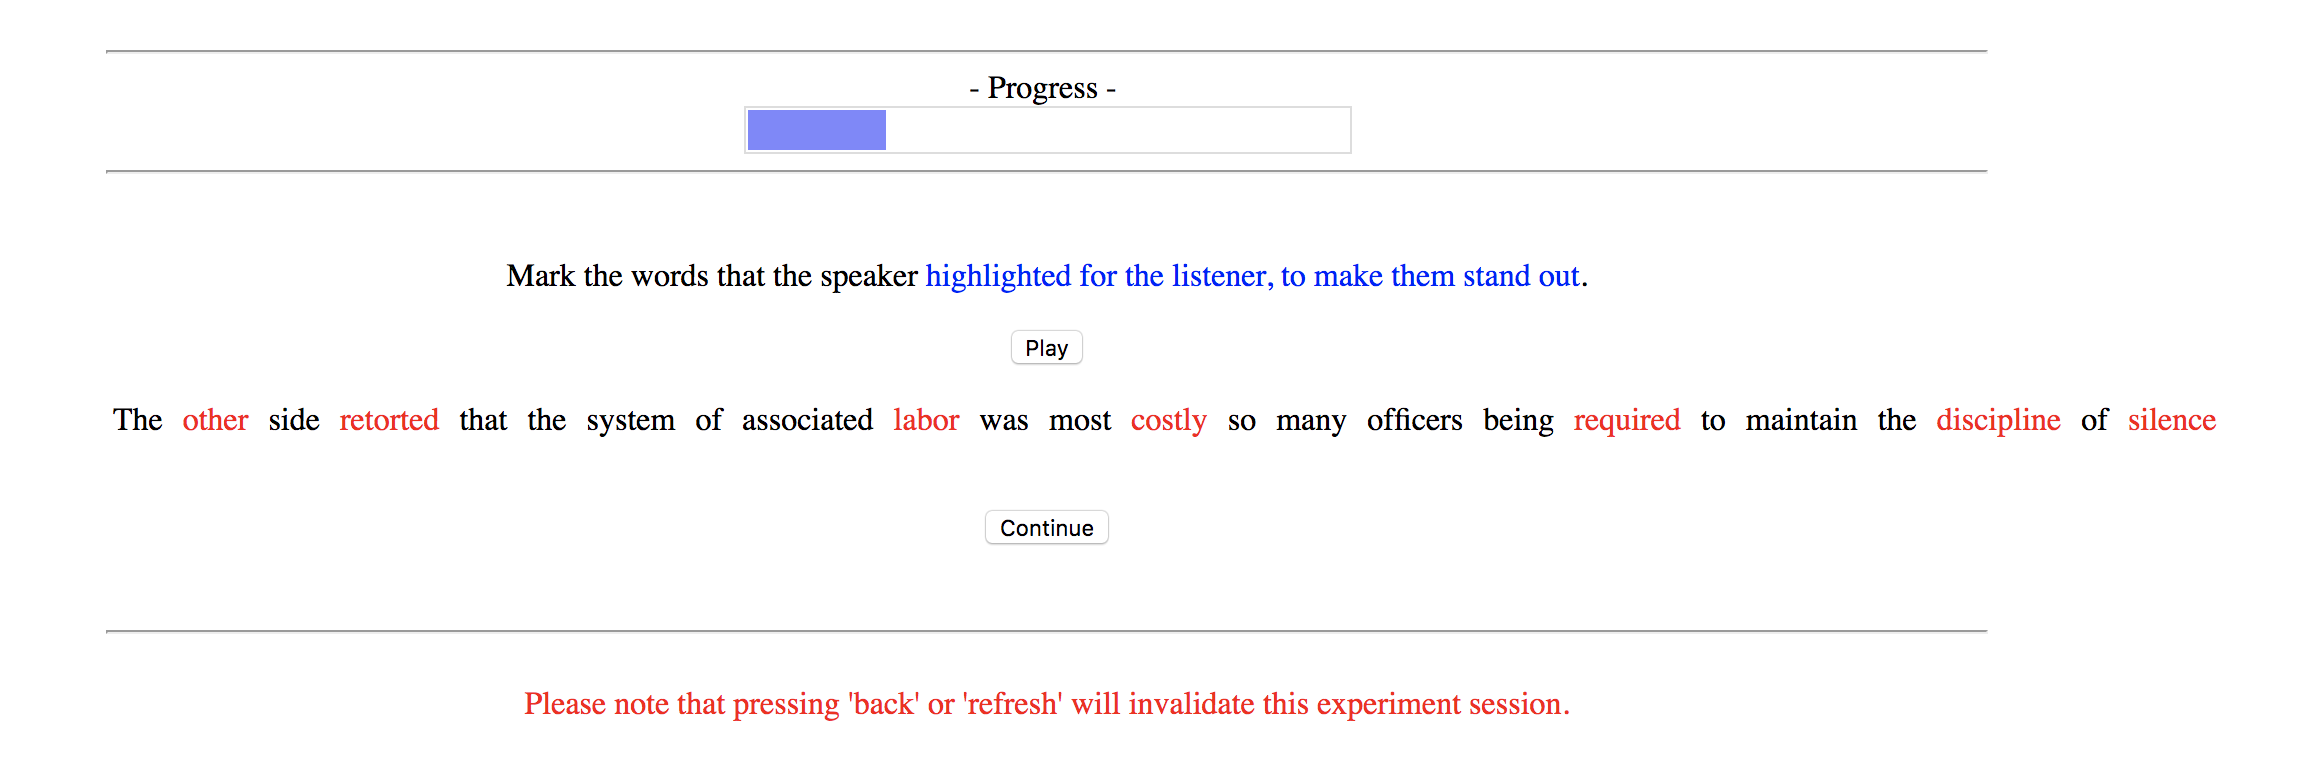 - Progress -
Mark the words that the speaker highlighted for the listener, to make them stand out.
Play
The other side retorted that the system of associated labor was most costly so many officers being required to maintain the discipline of silence
Continue
Please note that pressing 'back' or 'refresh' will invalidate this experiment session.